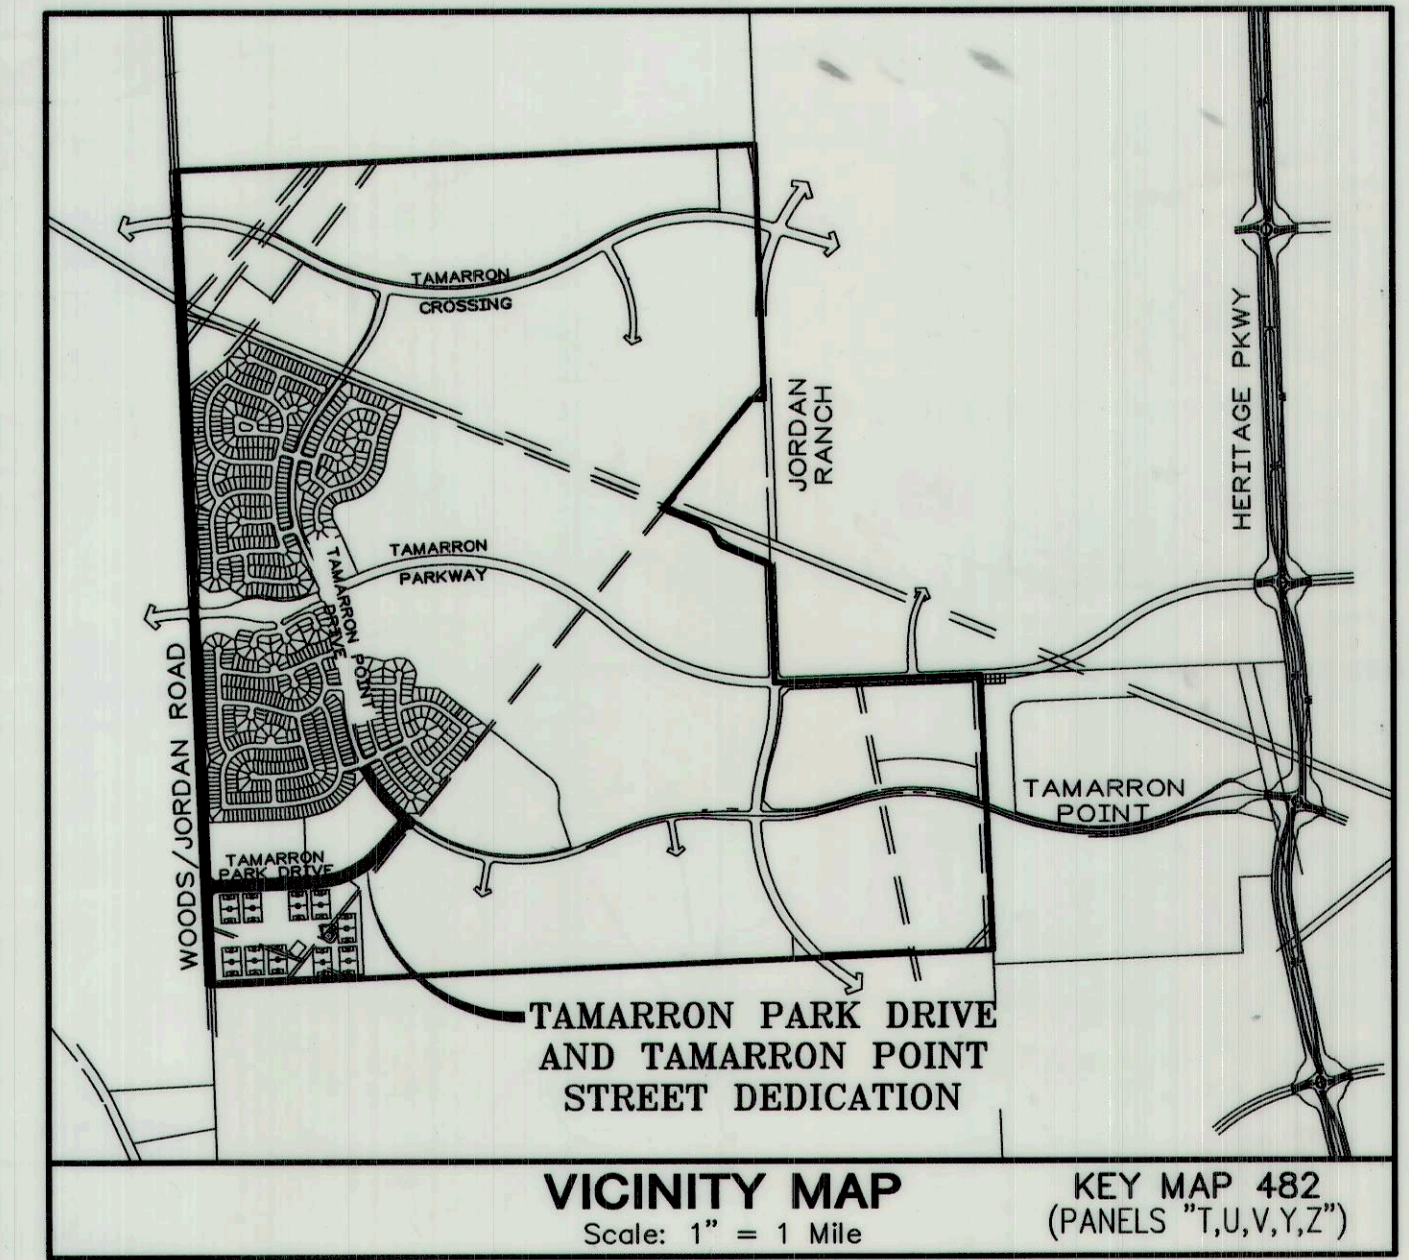 TAMARRON
CROSSING
HERITAGE PKWY
JORDAN
RANCH
TAMARRON
PARKWAY
TAMARRON POINT
DRIVE
WOODS/JORDAN ROAD
TAMARRON
POINT
TAMARRON
PARK DRIVE
TAMARRON PARK DRIVE
AND TAMARRON POINT
STREET DEDICATION
VICINITY MAP
Scale: 1" = 1 Mile
KEY MAP 482
(PANELS "T,U,V,Y,Z")